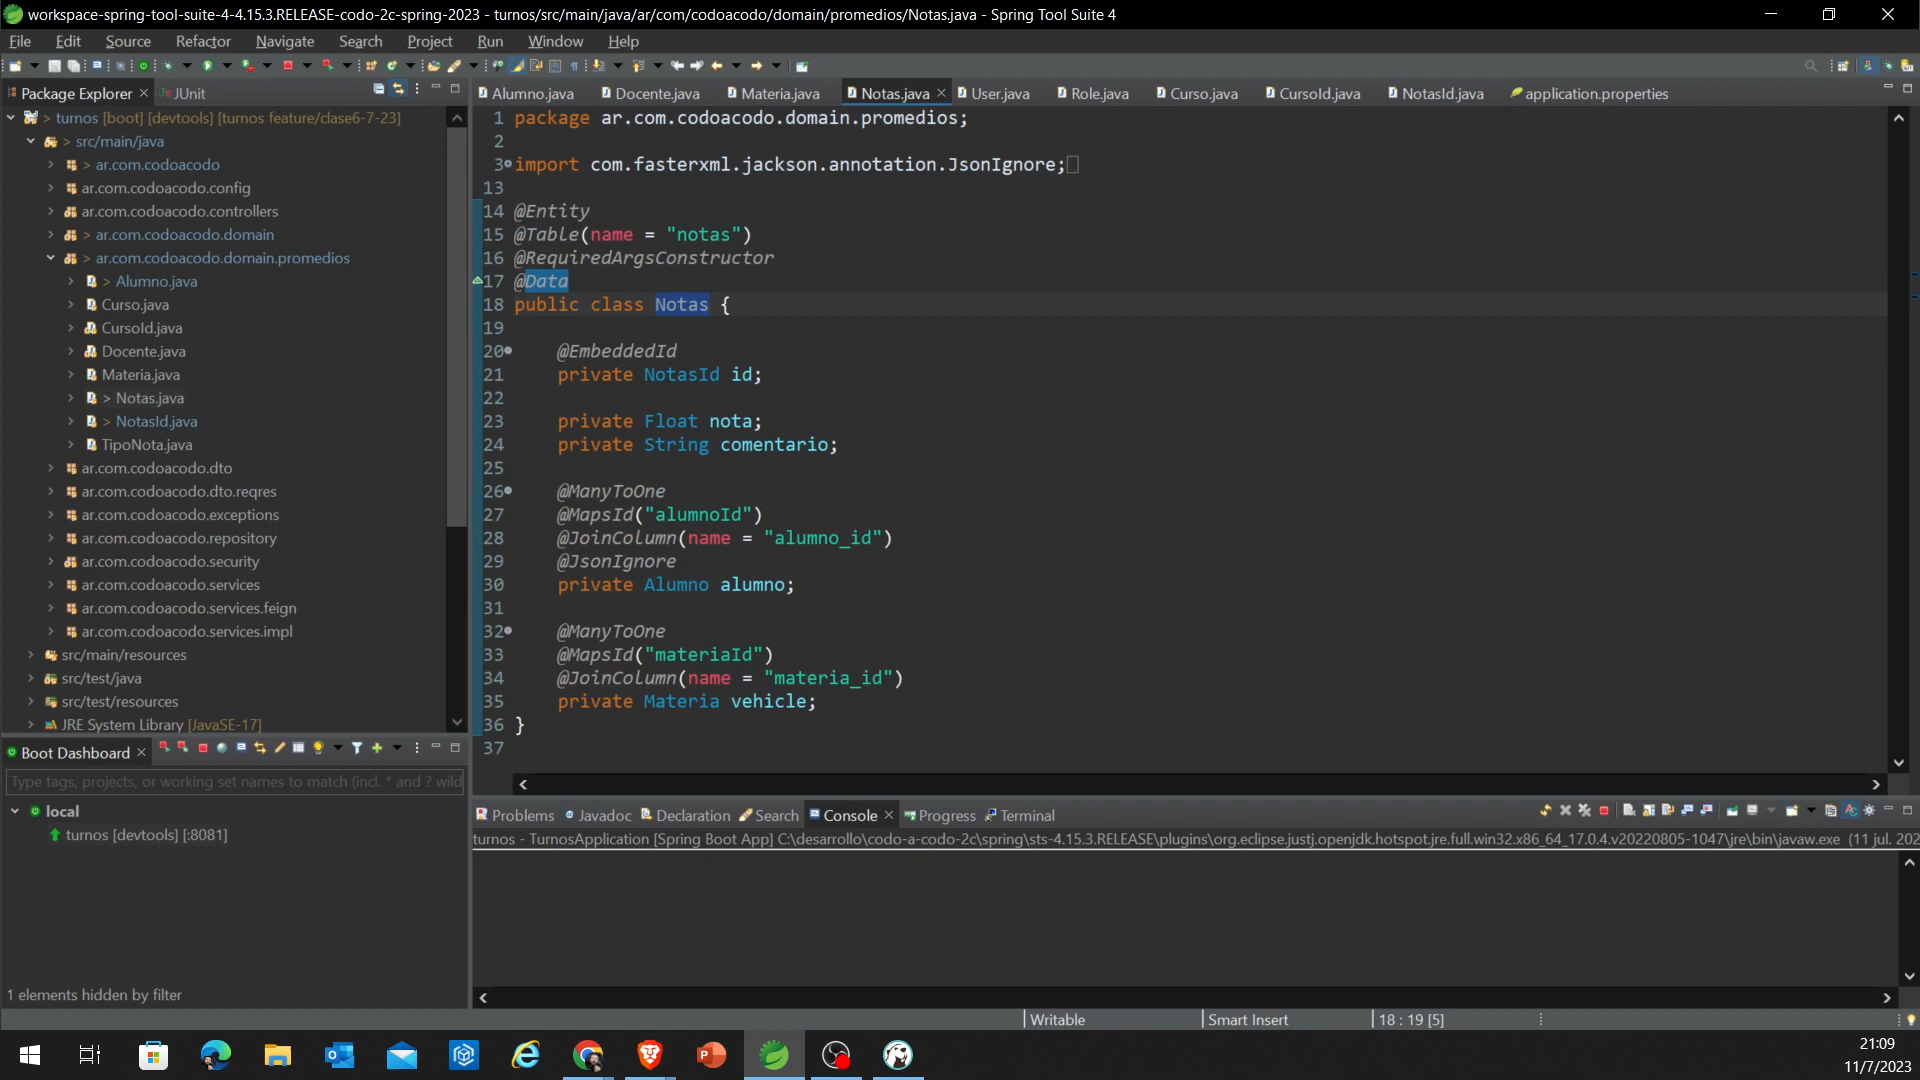 workspace-spring-tool-suite-4-4.15.3.RELEASE-codo-2c-spring-2023 - turnos/src/main/java/ar/com/codoacodo/domain/promedios/Notas.java - Spring Tool Suite 4
File Edit Source Refactor Navigate Search Project Run Window Help
Package Explorer JUnit
Alumno.java Docente.java Materia.java Notas.java User.java Role.java Curso.java CursoId.java NotasId.java application.properties
> turnos [boot] [devtools] [turnos feature/clase6-7-23]
> src/main/java
> ar.com.codoacodo
ar.com.codoacodo.config
ar.com.codoacodo.controllers
> ar.com.codoacodo.domain
> ar.com.codoacodo.domain.promedios
> Alumno.java
Curso.java
CursoId.java
Docente.java
Materia.java
> Notas.java
> NotasId.java
TipoNota.java
ar.com.codoacodo.dto
ar.com.codoacodo.dto.reqres
ar.com.codoacodo.exceptions
ar.com.codoacodo.repository
ar.com.codoacodo.security
ar.com.codoacodo.services
ar.com.codoacodo.services.feign
ar.com.codoacodo.services.impl
src/main/resources
src/test/java
src/test/resources
JRE System Library [JavaSE-17]
1 package ar.com.codoacodo.domain.promedios;
2
3 import com.fasterxml.jackson.annotation.JsonIgnore;
13
14 @Entity
15 @Table(name = "notas")
16 @RequiredArgsConstructor
17 @Data
18 public class Notas {
19
20 @EmbeddedId
21 private NotasId id;
22
23 private Float nota;
24 private String comentario;
25
26 @ManyToOne
27 @MapsId("alumnoId")
28 @JoinColumn(name = "alumno_id")
29 @JsonIgnore
30 private Alumno alumno;
31
32 @ManyToOne
33 @MapsId("materiaId")
34 @JoinColumn(name = "materia_id")
35 private Materia vehicle;
36 }
37
Boot Dashboard
Type tags, projects, or working set names to match (incl. * and ? wild
local
turnos [devtools] [:8081]
1 elements hidden by filter
Problems Javadoc Declaration Search Console Progress Terminal
turnos - TurnosApplication [Spring Boot App] C:\desarrollo\codo-a-codo-2c\spring\sts-4.15.3.RELEASE\plugins\org.eclipse.justj.openjdk.hotspot.jre.full.win32.x86_64_17.0.4.v20220805-1047\jre\bin\javaw.exe (11 jul. 202
Writable Smart Insert 18 : 19 [5]
21:09
11/7/2023